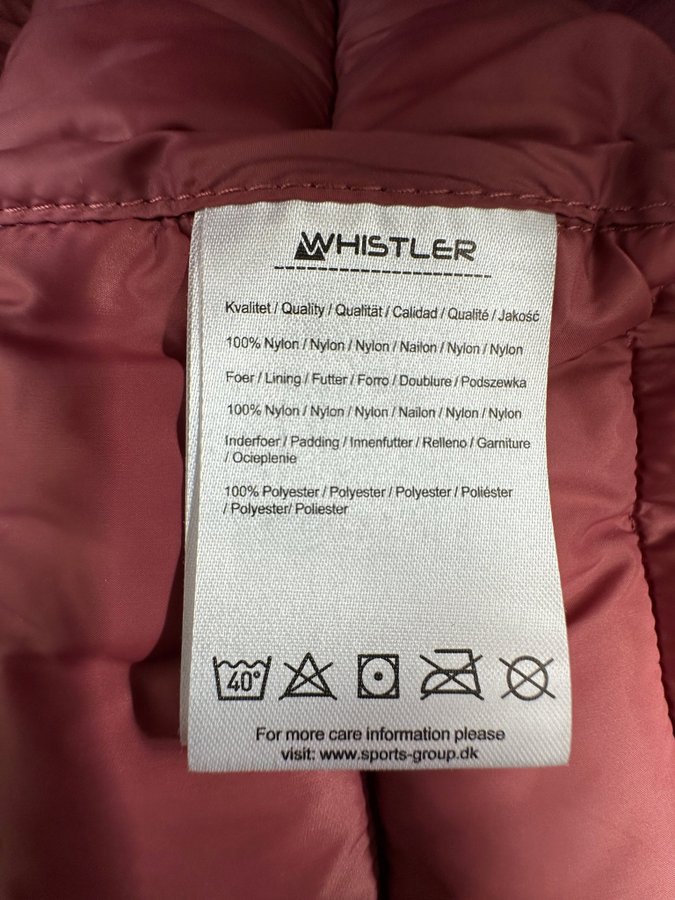 WHISTLER
Kvalitet / Quality / Qualität / Calidad / Qualité / Jakość
100% Nylon / Nylon / Nylon / Nailon / Nylon / Nylon
Foer / Lining / Futter / Forro / Doublure / Podszewka
100% Nylon / Nylon / Nylon / Nailon / Nylon / Nylon
Inderfoer / Padding / Innenfutter / Relleno / Garniture
/ Ocieplenie
100% Polyester / Polyester / Polyester / Poliéster
/ Polyester/ Poliester
40°
For more care information please
visit: www.sports-group.dk